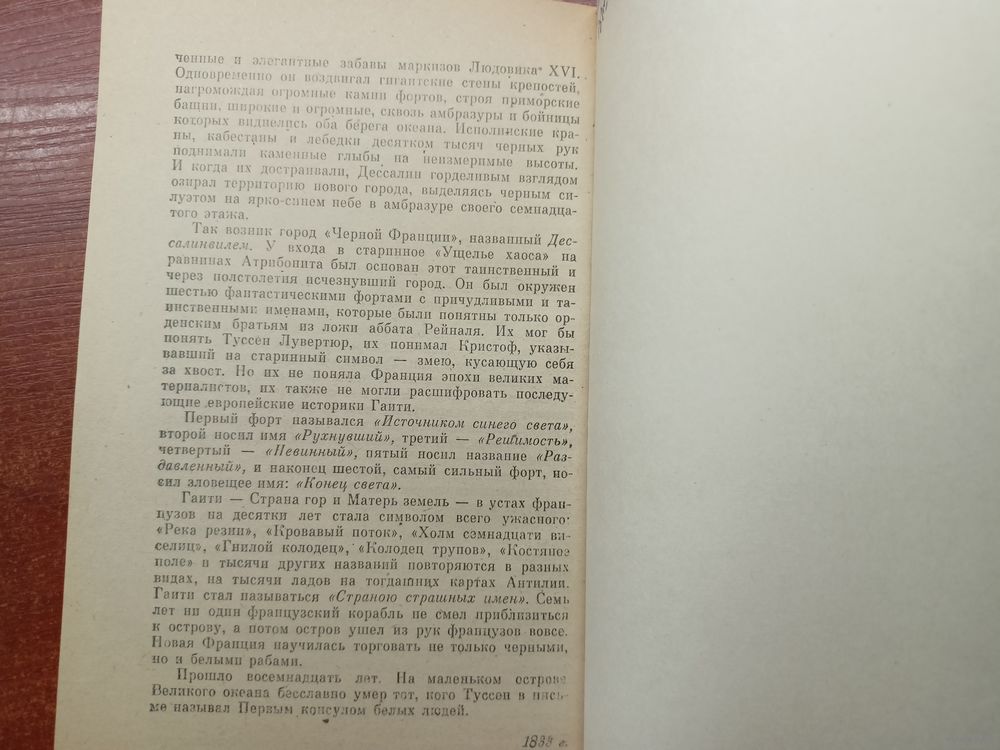 ченные и элегантные забавы маркизов Людовика XVI.
Одновременно он воздвигал гигантские стены крепостей,
нагромождая огромные камни фортов, строя приморские
башни, широкие и огромные, сквозь амбразуры и бойницы
которых виднелись оба берега океана. Исполинские кра-
ны, кабестаны и лебедки десятком тысяч черных рук
поднимали каменные глыбы на неизмеримые высоты.
И когда их достраивали, Дессалин горделивым взглядом
озирал территорию нового города, выделяясь черным си-
луэтом на ярко-синем небе в амбразуре своего семнадца-
того этажа.
Так возник город «Черной Франции», названный Дес-
салинвилем. У входа в старинное «Ущелье хаоса» на
равнинах Атрибонита был основан этот таинственный и
через полстолетия исчезнувший город. Он был окружен
шестью фантастическими фортами с причудливыми и та-
инственными именами, которые были понятны только ор-
денским братьям из ложи аббата Рейналя. Их мог бы
понять Туссен Лувертюр, их понимал Кристоф, указы-
вавший на старинный символ — змею, кусающую себя
за хвост. Но их не поняла Франция эпохи великих ма-
териалистов, их также не могли расшифровать последу-
ющие европейские историки Гаити.
Первый форт назывался «Источником синего света»,
второй носил имя «Рухнувший», третий — «Решимость»,
четвертый — «Невинный», пятый носил название «Раз-
давленный», и наконец шестой, самый сильный форт, но-
сил зловещее имя: «Конец света».
Гаити — Страна гор и Матерь земель — в устах фран-
цузов на десятки лет стала символом всего ужасного:
«Река резни», «Кровавый поток», «Холм семнадцати ви-
селиц», «Гнилой колодец», «Колодец трупов», «Костяное
поле» и тысячи других названий повторяются в разных
видах, на тысячи ладов на тогдашних картах Антилии.
Гаити стал называться «Страною страшных имен». Семь
лет ни один французский корабль не смел приблизиться
к острову, а потом остров ушел из рук французов вовсе.
Новая Франция научилась торговать не только черными,
но и белыми рабами.
Прошло восемнадцать лет. На маленьком острове
Великого океана бесславно умер тот, кого Туссен в пись-
ме называл Первым консулом белых людей.
г.